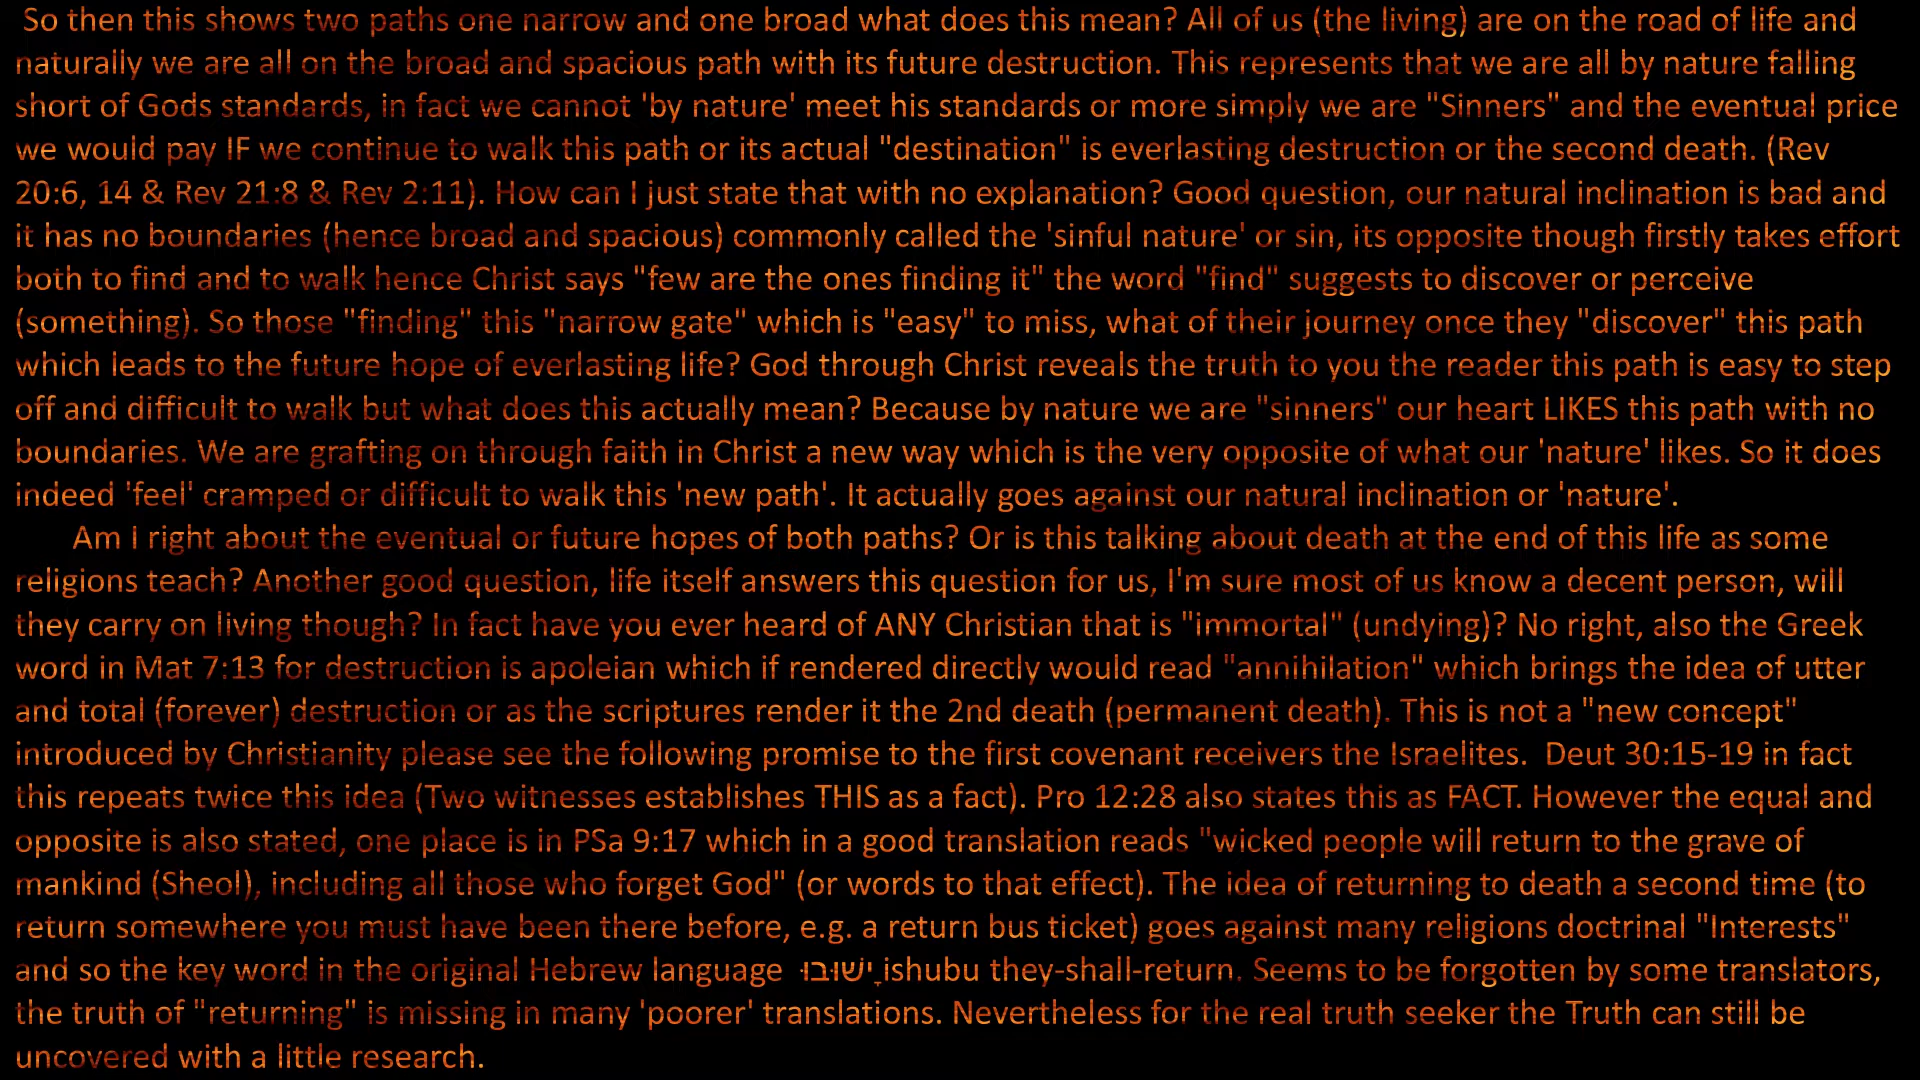 So then this shows two paths one narrow and one broad what does this mean? All of us (the living) are on the road of life and
naturally we are all on the broad and spacious path with its future destruction. This represents that we are all by nature falling
short of Gods standards, in fact we cannot 'by nature' meet his standards or more simply we are "Sinners" and the eventual price
we would pay IF we continue to walk this path or its actual "destination" is everlasting destruction or the second death. (Rev
20:6, 14 & Rev 21:8 & Rev 2:11). How can I just state that with no explanation? Good question, our natural inclination is bad and
it has no boundaries (hence broad and spacious) commonly called the 'sinful nature' or sin, its opposite though firstly takes effort
both to find and to walk hence Christ says "few are the ones finding it" the word "find" suggests to discover or perceive
(something). So those "finding" this "narrow gate" which is "easy" to miss, what of their journey once they "discover" this path
which leads to the future hope of everlasting life? God through Christ reveals the truth to you the reader this path is easy to step
off and difficult to walk but what does this actually mean? Because by nature we are "sinners" our heart LIKES this path with no
boundaries. We are grafting on through faith in Christ a new way which is the very opposite of what our 'nature' likes. So it does
indeed 'feel' cramped or difficult to walk this 'new path'. It actually goes against our natural inclination or 'nature'.
Am I right about the eventual or future hopes of both paths? Or is this talking about death at the end of this life as some
religions teach? Another good question, life itself answers this question for us, I'm sure most of us know a decent person, will
they carry on living though? In fact have you ever heard of ANY Christian that is "immortal" (undying)? No right, also the Greek
word in Mat 7:13 for destruction is apoleian which if rendered directly would read "annihilation" which brings the idea of utter
and total (forever) destruction or as the scriptures render it the 2nd death (permanent death). This is not a "new concept"
introduced by Christianity please see the following promise to the first covenant receivers the Israelites.  Deut 30:15-19 in fact
this repeats twice this idea (Two witnesses establishes THIS as a fact). Pro 12:28 also states this as FACT. However the equal and
opposite is also stated, one place is in PSa 9:17 which in a good translation reads "wicked people will return to the grave of
mankind (Sheol), including all those who forget God" (or words to that effect). The idea of returning to death a second time (to
return somewhere you must have been there before, e.g. a return bus ticket) goes against many religions doctrinal "Interests"
and so the key word in the original Hebrew language יָשׁוּבוּ ishubu they-shall-return. Seems to be forgotten by some translators,
the truth of "returning" is missing in many 'poorer' translations. Nevertheless for the real truth seeker the Truth can still be
uncovered with a little research.